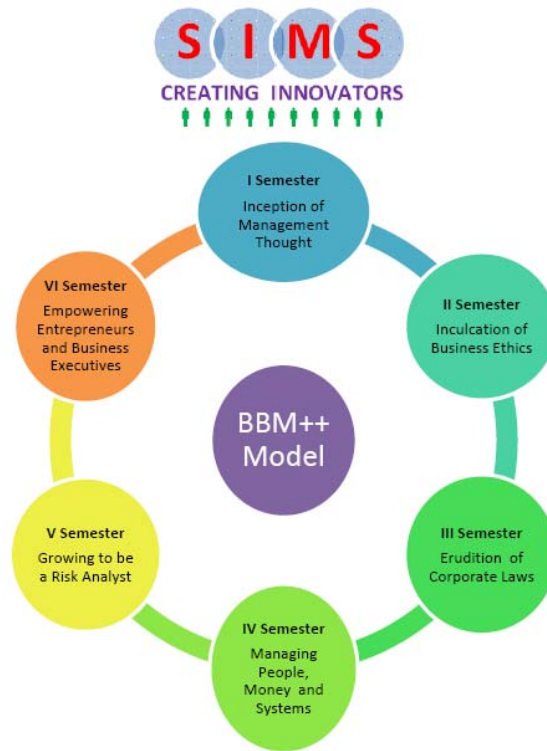 SIMS
CREATING INNOVATORS
I Semester
Inception of
Management
Thought
II Semester
Inculcation of
Business Ethics
III Semester
Erudition of
Corporate Laws
IV Semester
Managing
People,
Money and
Systems
V Semester
Growing to be
a Risk Analyst
VI Semester
Empowering
Entrepreneurs
and Business
Executives
BBM++
Model